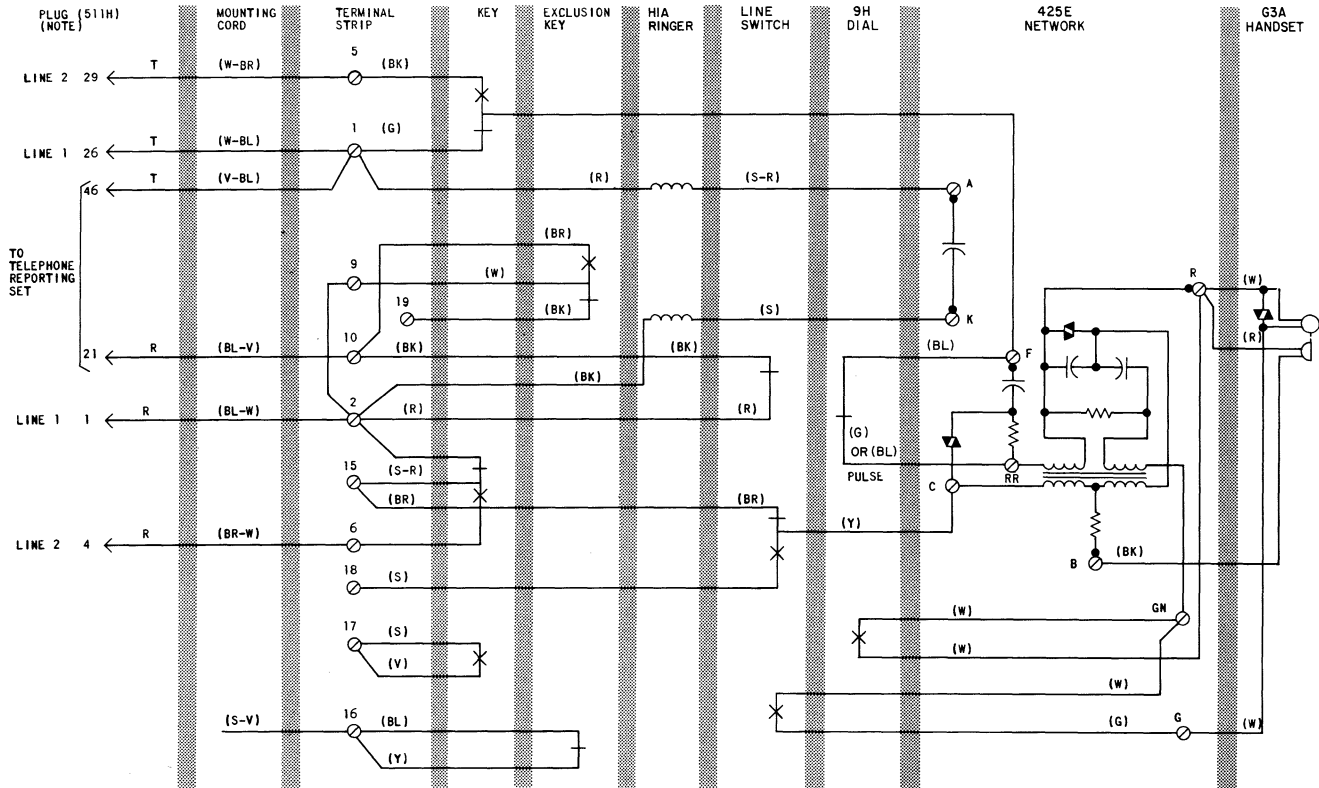 PLUG (511H)
(NOTE)
MOUNTING
CORD
TERMINAL
STRIP
KEY
EXCLUSION
KEY
HIA
RINGER
LINE
SWITCH
9H
DIAL
425E
NETWORK
G3A
HANDSET
LINE 2 29 T (W-BR) 5 (BK)
LINE 1 26 T (W-BL) 1 (G)
46 T (V-BL) (R) (S-R) A
TO
TELEPHONE
REPORTING
SET
(BR)
9 (W)
19 (BK)
(S) K
R (W)
(R)
21 R (BL-V) 10 (BK) (BK) (BL) F
(BK)
LINE 1 1 R (BL-W) 2 (R) (R)
(G)
OR (BL)
PULSE
RR
C
15 (S-R)
(BR) (BR)
(Y)
LINE 2 4 R (BR-W) 6
B (BK)
18 (S)
GN
(W)
(W)
17 (S)
(V)
(W)
(S-V) 16 (BL)
(Y)
(G) G (W)